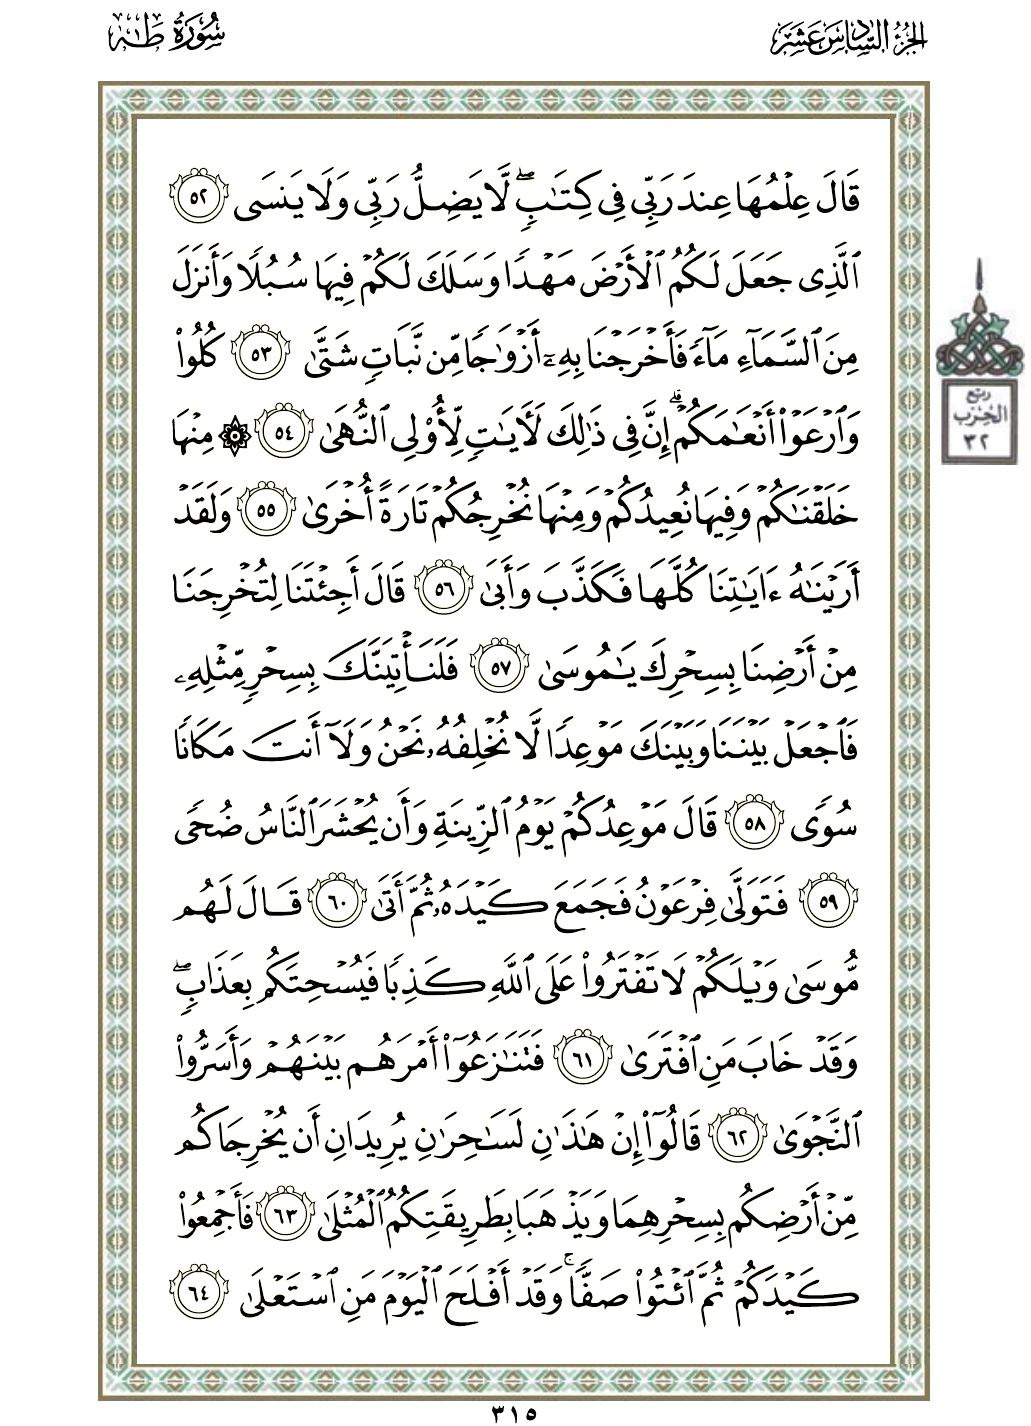 الجزء السادس عشر
سورة طه
قَالَ عِلْمُهَا عِندَ رَبِّي فِي كِتَٰبٖۖ لَّا يَضِلُّ رَبِّي وَلَا يَنسَى ٥٢
ٱلَّذِي جَعَلَ لَكُمُ ٱلۡأَرۡضَ مَهۡدٗا وَسَلَكَ لَكُمۡ فِيهَا سُبُلٗا وَأَنزَلَ
مِنَ ٱلسَّمَآءِ مَآءٗ فَأَخۡرَجۡنَا بِهِۦٓ أَزۡوَٰجٗا مِّن نَّبَاتٖ شَتَّىٰ ٥٣ كُلُواْ
وَٱرۡعَوۡاْ أَنۡعَٰمَكُمۡۚ إِنَّ فِي ذَٰلِكَ لَأٓيَٰتٖ لِّأُوْلِي ٱلنُّهَىٰ ٥٤ ۞ مِنۡهَا
خَلَقۡنَٰكُمۡ وَفِيهَا نُعِيدُكُمۡ وَمِنۡهَا نُخۡرِجُكُمۡ تَارَةً أُخۡرَىٰ ٥٥ وَلَقَدۡ
أَرَيۡنَٰهُ ءَايَٰتِنَا كُلَّهَا فَكَذَّبَ وَأَبَىٰ ٥٦ قَالَ أَجِئۡتَنَا لِتُخۡرِجَنَا
مِنۡ أَرۡضِنَا بِسِحۡرِكَ يَٰمُوسَىٰ ٥٧ فَلَنَأۡتِيَنَّكَ بِسِحۡرٖ مِّثۡلِهِۦ
فَٱجۡعَلۡ بَيۡنَنَا وَبَيۡنَكَ مَوۡعِدٗا لَّا نُخۡلِفُهُۥ نَحۡنُ وَلَآ أَنتَ مَكَانٗا
سُوٗى ٥٨ قَالَ مَوۡعِدُكُمۡ يَوۡمُ ٱلزِّينَةِ وَأَن يُحۡشَرَ ٱلنَّاسُ ضُحٗى
٥٩ فَتَوَلَّىٰ فِرۡعَوۡنُ فَجَمَعَ كَيۡدَهُۥ ثُمَّ أَتَىٰ ٦٠ قَالَ لَهُم
مُّوسَىٰ وَيۡلَكُمۡ لَا تَفۡتَرُواْ عَلَى ٱللَّهِ كَذِبٗا فَيُسۡحِتَكُم بِعَذَابٖۖ
وَقَدۡ خَابَ مَنِ ٱفۡتَرَىٰ ٦١ فَتَنَٰزَعُوٓاْ أَمۡرَهُم بَيۡنَهُمۡ وَأَسَرُّواْ
ٱلنَّجۡوَىٰ ٦٢ قَالُوٓاْ إِنۡ هَٰذَٰنِ لَسَٰحِرَٰنِ يُرِيدَانِ أَن يُخۡرِجَاكُم
مِّنۡ أَرۡضِكُم بِسِحۡرِهِمَا وَيَذۡهَبَا بِطَرِيقَتِكُمُ ٱلۡمُثۡلَىٰ ٦٣ فَأَجۡمِعُواْ
كَيۡدَكُمۡ ثُمَّ ٱئۡتُواْ صَفّٗاۚ وَقَدۡ أَفۡلَحَ ٱلۡيَوۡمَ مَنِ ٱسۡتَعۡلَىٰ ٦٤
ربع
الحزب
٣٢
٣١٥